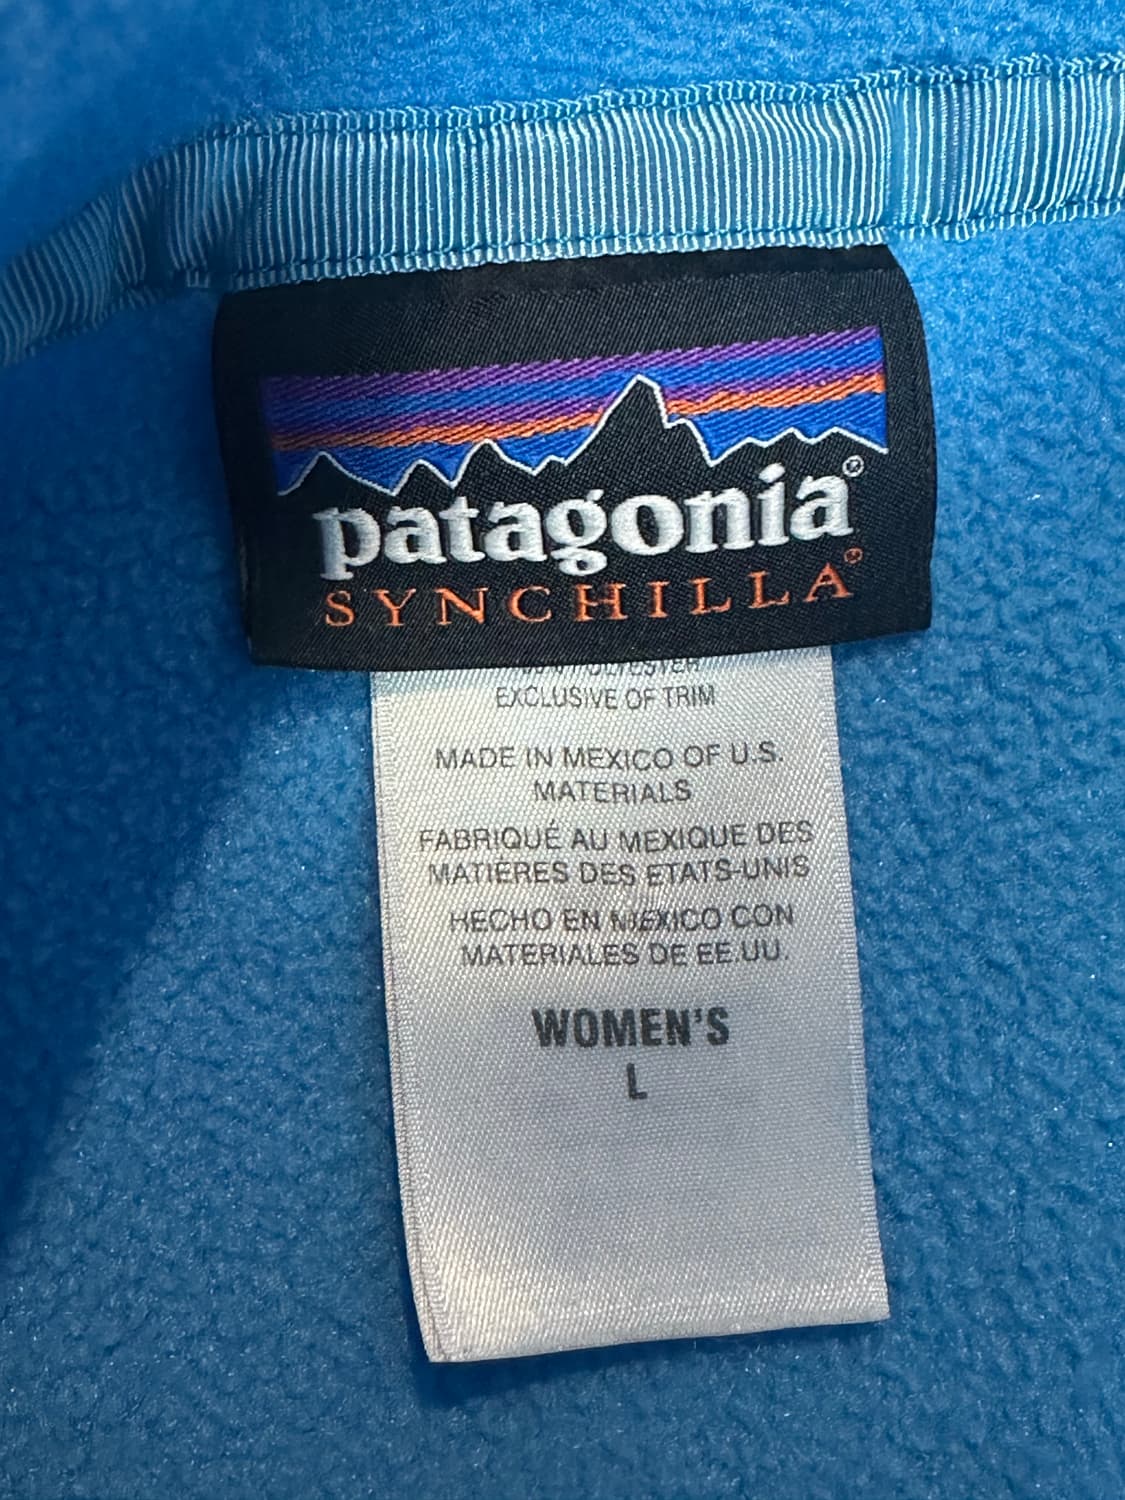 patagonia®
SYNCHILLA®
POLYESTER
EXCLUSIVE OF TRIM
MADE IN MEXICO OF U.S.
MATERIALS
FABRIQUÉ AU MEXIQUE DES
MATIÈRES DES ETATS-UNIS
HECHO EN MEXICO CON
MATERIALES DE EE.UU.
WOMEN'S
L